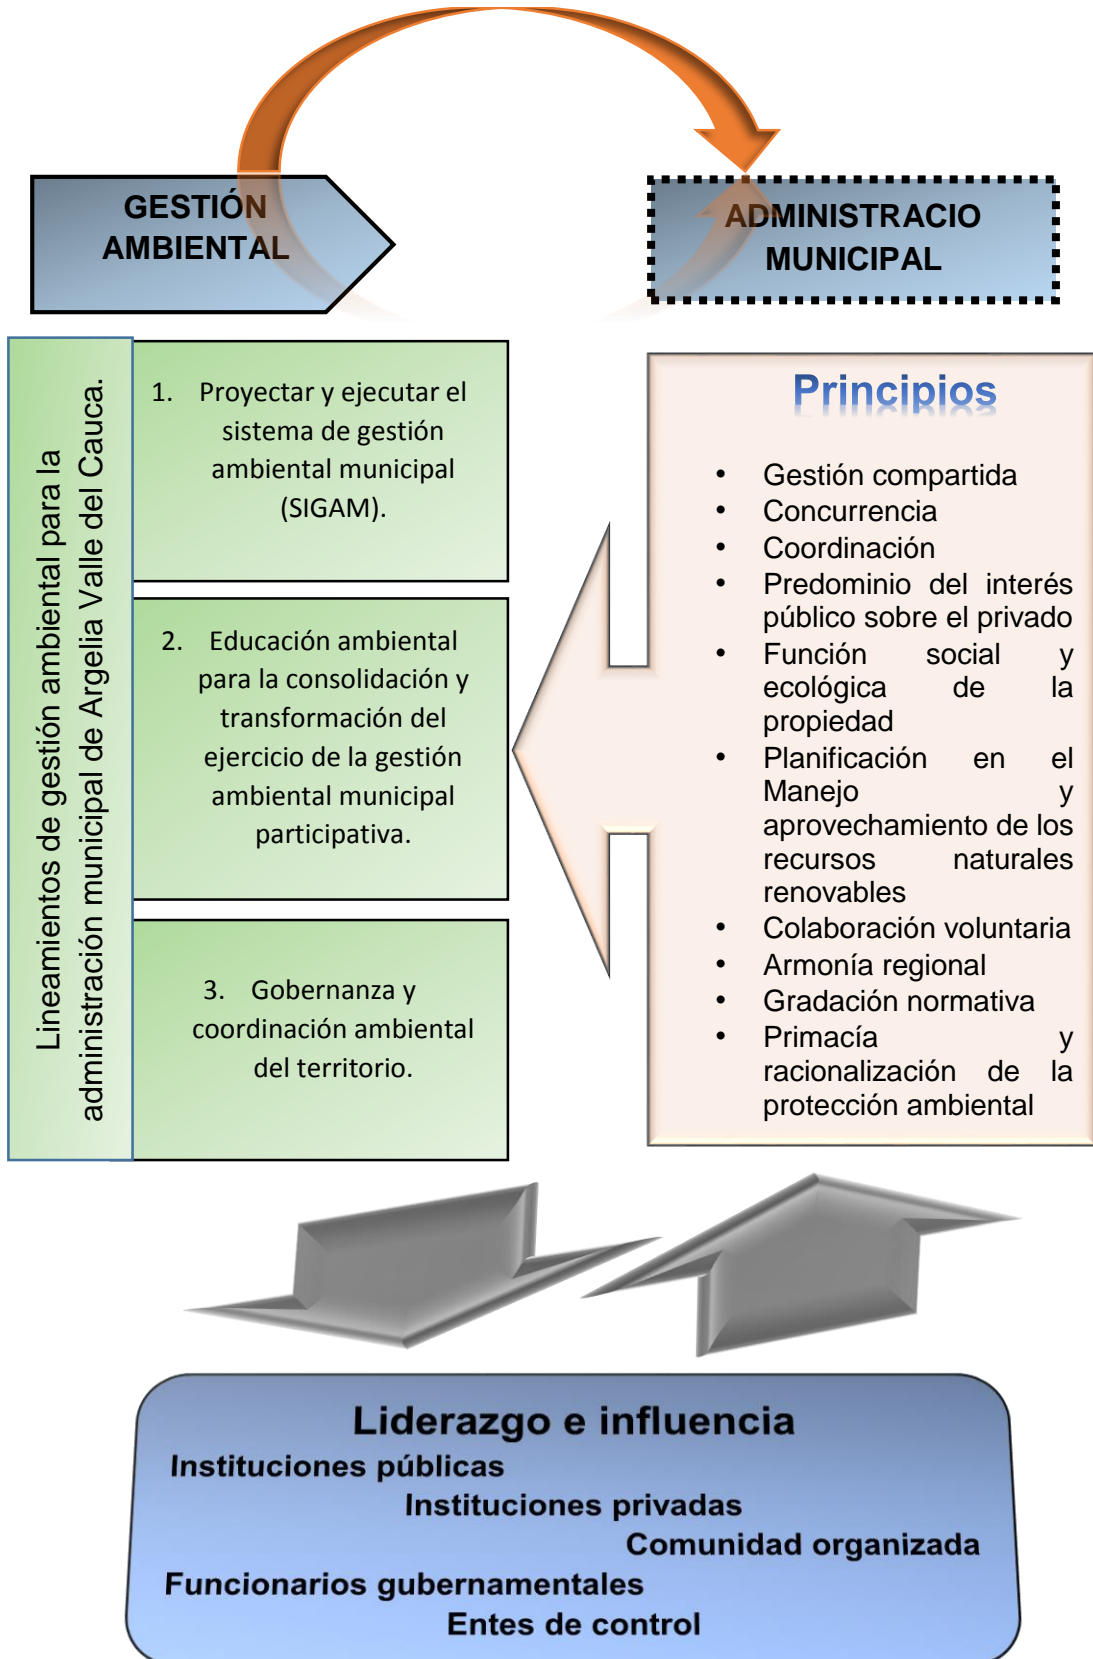 GESTIÓN
AMBIENTAL
ADMINISTRACIO
MUNICIPAL
Lineamientos de gestión ambiental para la
administración municipal de Argelia Valle del Cauca.
1. Proyectar y ejecutar el
sistema de gestión
ambiental municipal
(SIGAM).
2. Educación ambiental
para la consolidación y
transformación del
ejercicio de la gestión
ambiental municipal
participativa.
3. Gobernanza y
coordinación ambiental
del territorio.
Principios
• Gestión compartida
• Concurrencia
• Coordinación
• Predominio del interés
público sobre el privado
• Función social y
ecológica de la
propiedad
• Planificación en el
Manejo y
aprovechamiento de los
recursos naturales
renovables
• Colaboración voluntaria
• Armonía regional
• Gradación normativa
• Primacía y
racionalización de la
protección ambiental
Liderazgo e influencia
Instituciones públicas
Instituciones privadas
Comunidad organizada
Funcionarios gubernamentales
Entes de control